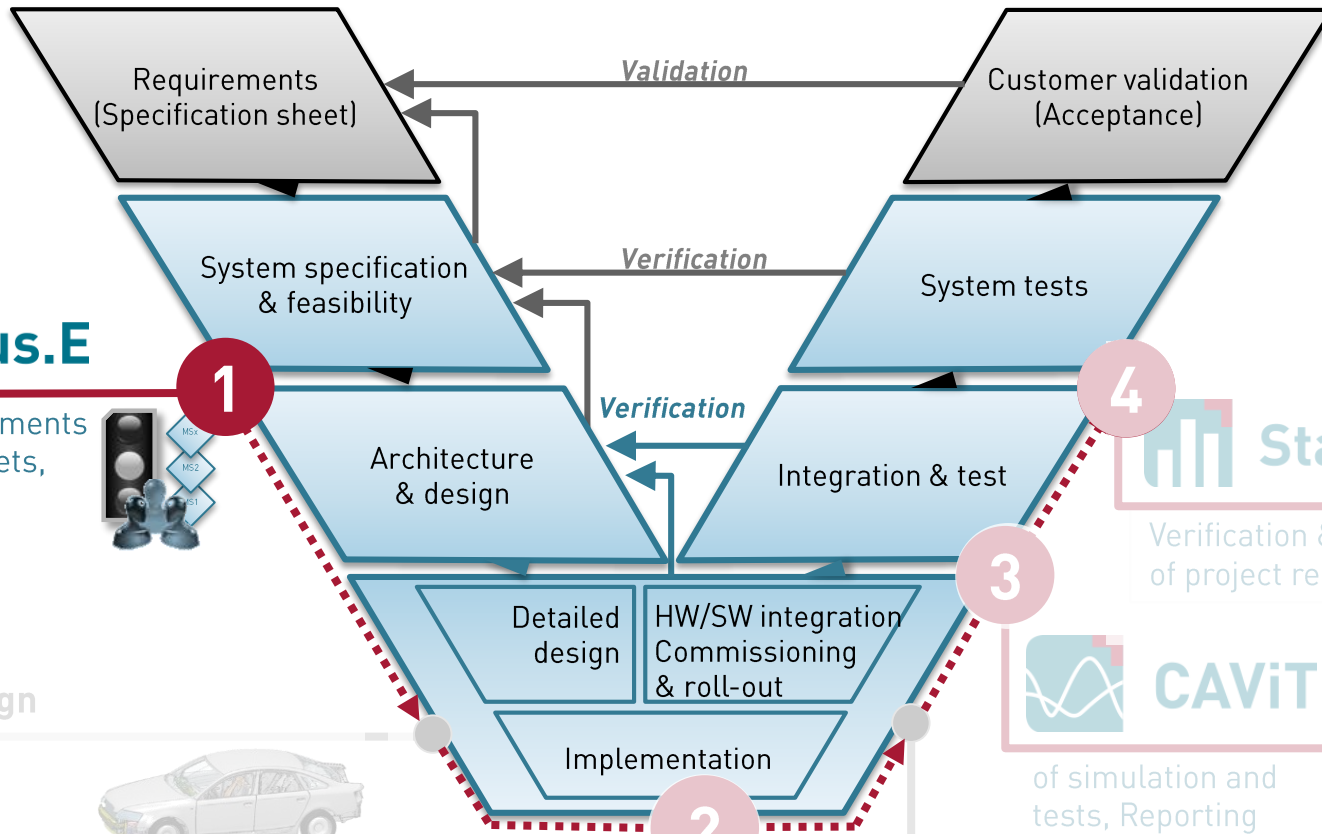 Requirements
(Specification sheet)
Validation
Customer validation
(Acceptance)
System specification
& feasibility
Verification
System tests
us.E
1
ements
ets,
MSx
MS2
MS1
Architecture
& design
Verification
Integration & test
4
Sta
Verification &
of project re
3
Detailed
design
HW/SW integration
Commissioning
& roll-out
CAViT
gn
Implementation
of simulation and
tests, Reporting
2